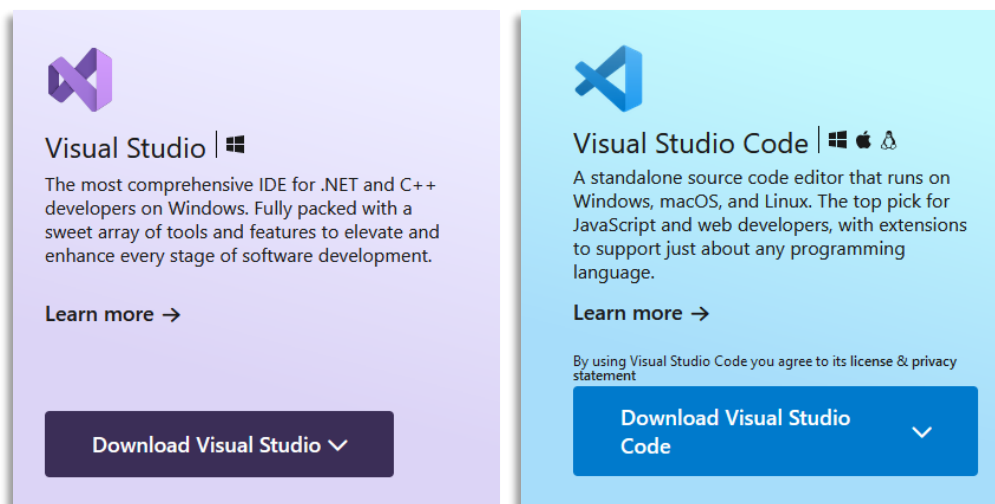 Visual Studio
The most comprehensive IDE for .NET and C++
developers on Windows. Fully packed with a
sweet array of tools and features to elevate and
enhance every stage of software development.
Learn more →
Download Visual Studio
Visual Studio Code
A standalone source code editor that runs on
Windows, macOS, and Linux. The top pick for
JavaScript and web developers, with extensions
to support just about any programming
language.
Learn more →
By using Visual Studio Code you agree to its license & privacy
statement
Download Visual Studio
Code